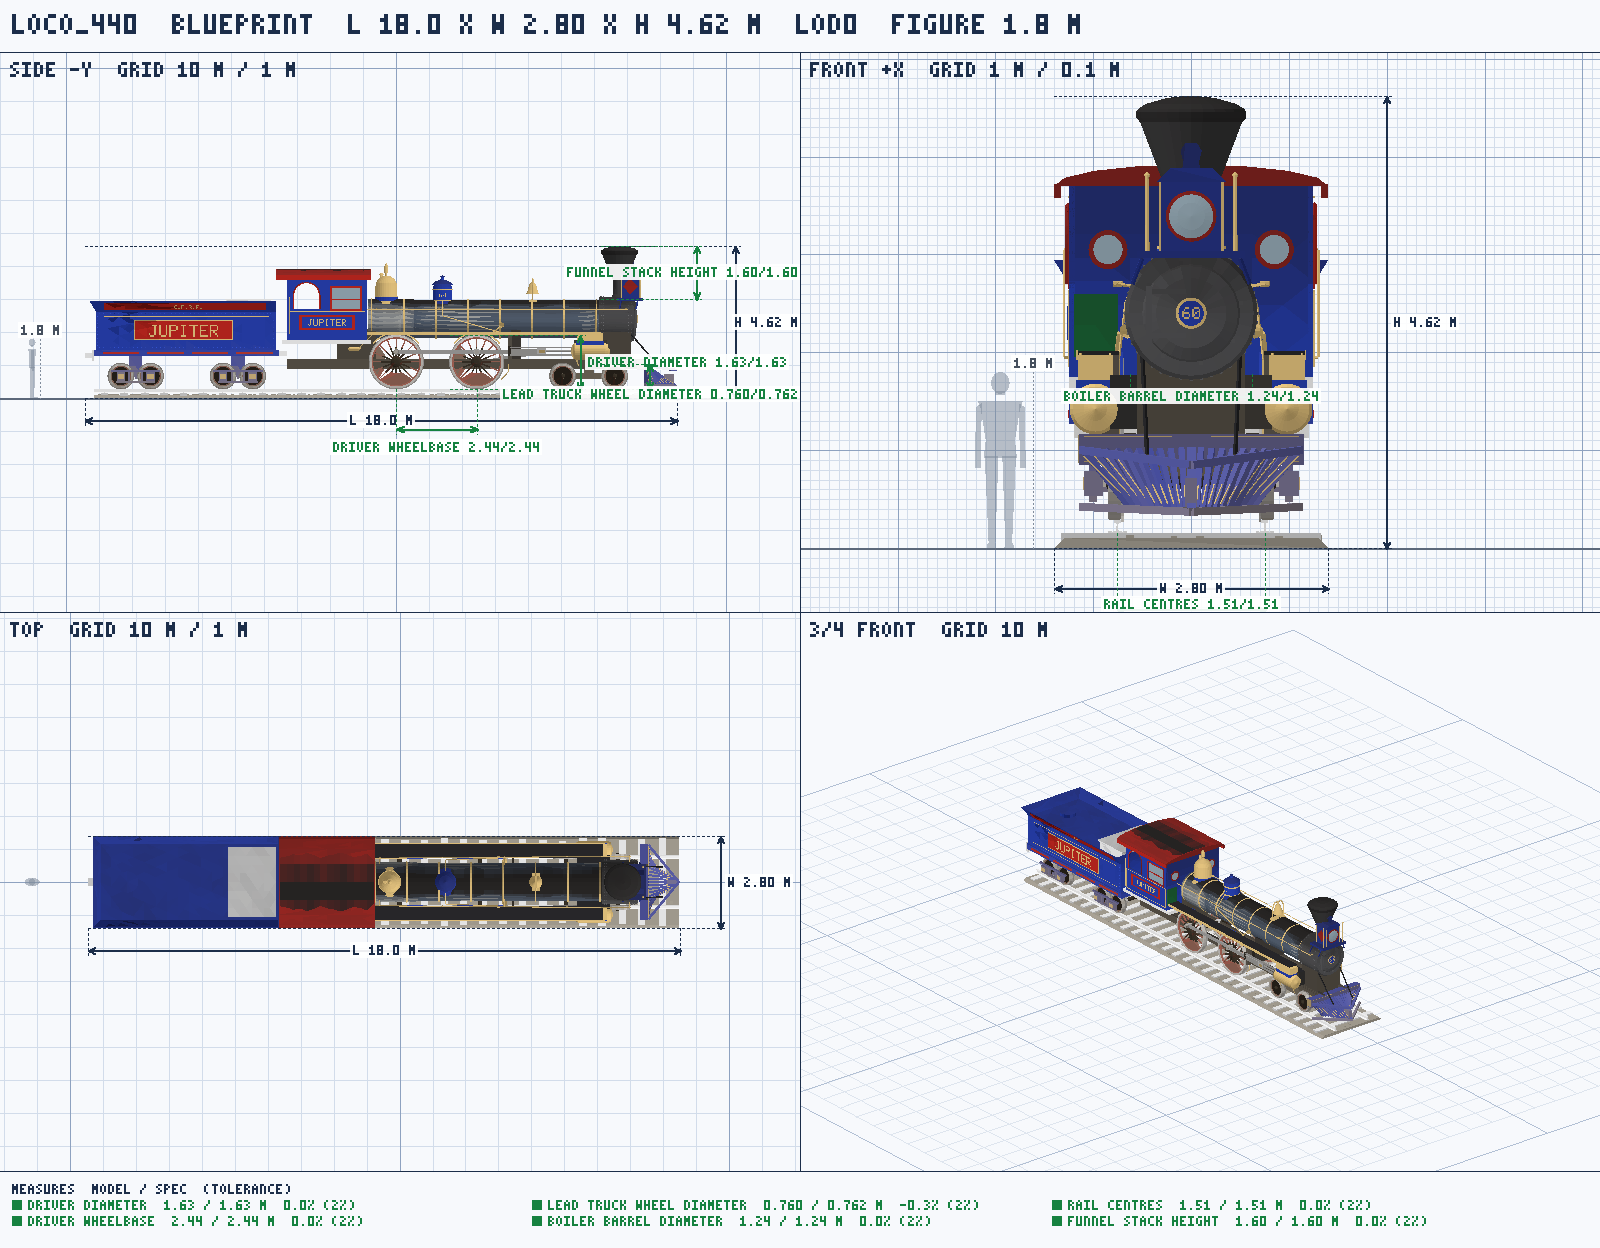 LOCO_440 BLUEPRINT L 18.0 X W 2.80 X H 4.62 M LOD0 FIGURE 1.8 M
SIDE -Y GRID 10 M / 1 M
FUNNEL STACK HEIGHT 1.60/1.60
C.P.R.R.
JUPITER
JUPITER
1.8 M
H 4.62 M
DRIVER DIAMETER 1.63/1.63
LEAD TRUCK WHEEL DIAMETER 0.760/0.762
L 18.0 M
DRIVER WHEELBASE 2.44/2.44
FRONT +X GRID 1 M / 0.1 M
60
H 4.62 M
1.8 M
BOILER BARREL DIAMETER 1.24/1.24
W 2.80 M
RAIL CENTRES 1.51/1.51
TOP GRID 10 M / 1 M
W 2.80 M
L 18.0 M
3/4 FRONT GRID 10 M
JUPITER
JUPITER
MEASURES MODEL / SPEC (TOLERANCE)
DRIVER DIAMETER 1.63 / 1.63 M 0.0% (2%)
LEAD TRUCK WHEEL DIAMETER 0.760 / 0.762 M -0.3% (2%)
RAIL CENTRES 1.51 / 1.51 M 0.0% (2%)
DRIVER WHEELBASE 2.44 / 2.44 M 0.0% (2%)
BOILER BARREL DIAMETER 1.24 / 1.24 M 0.0% (2%)
FUNNEL STACK HEIGHT 1.60 / 1.60 M 0.0% (2%)